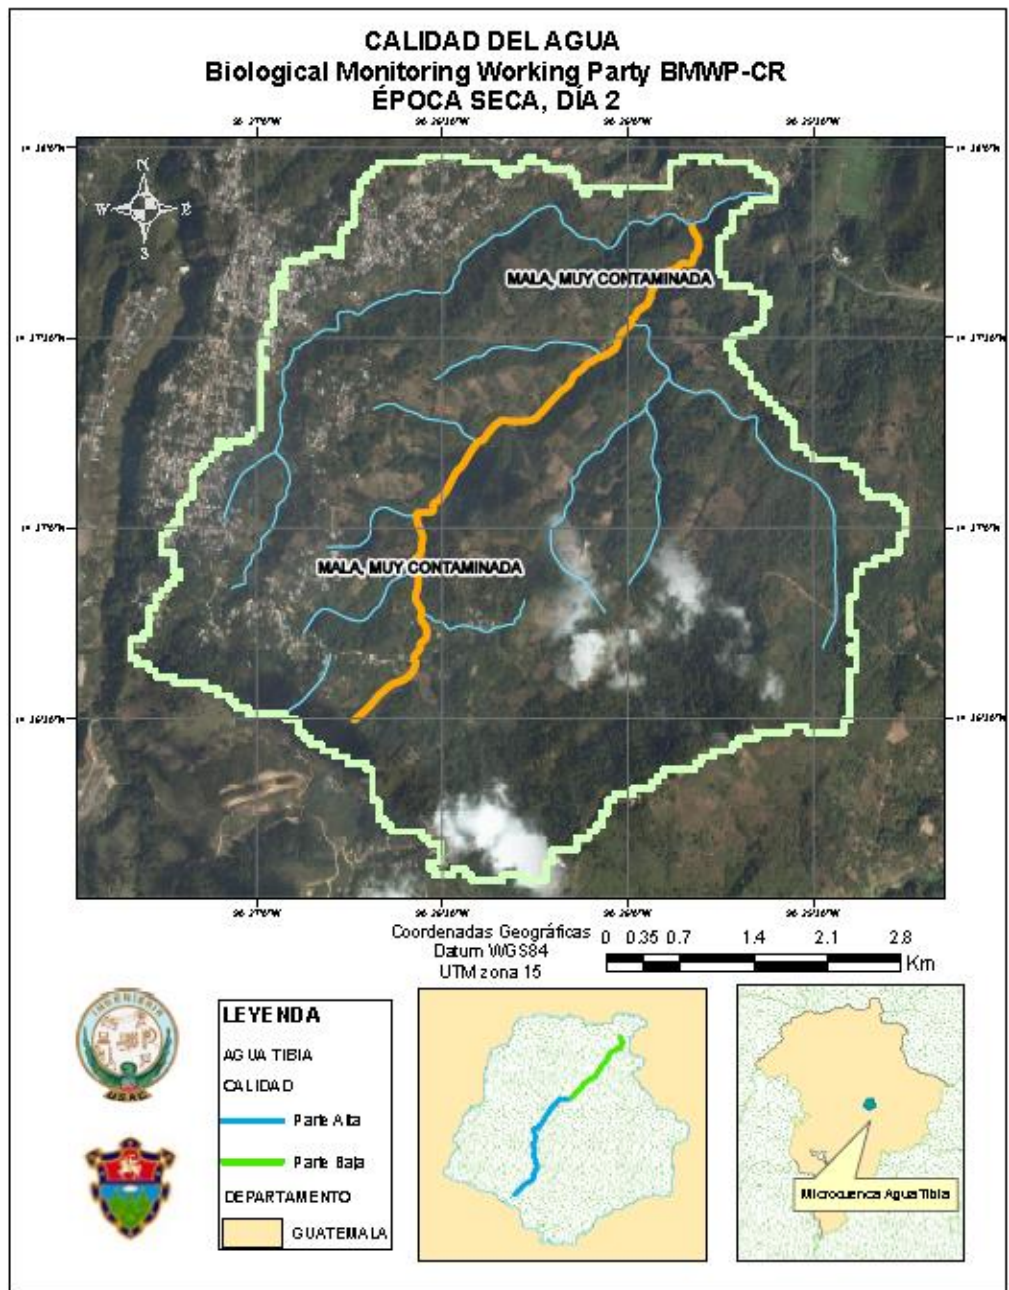 CALIDAD DEL AGUA
Biological Monitoring Working Party BMWP-CR
ÉPOCA SECA, DÍA 2
N
W
E
S
MALA, MUY CONTAMINADA
MALA, MUY CONTAMINADA
Coordenadas Geográficas
Datum WGS84
UTM zona 15
0 0.35 0.7 1.4 2.1 2.8
Km
INGENIERIA
USAC
LEYENDA
AGUA TIBIA
CALIDAD
Parte Alta
Parte Baja
DEPARTAMENTO
GUATEMALA
Microcuenca Agua Tibia